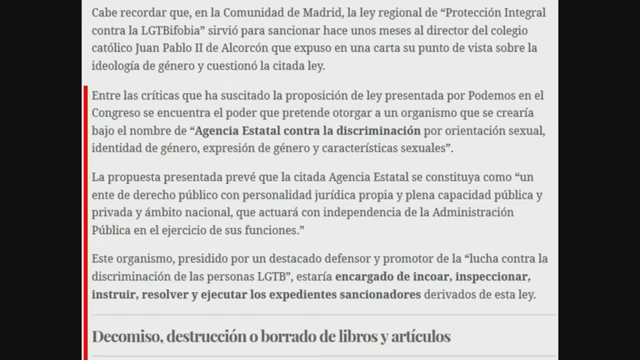 Cabe recordar que, en la Comunidad de Madrid, la ley regional de “Protección Integral
contra la LGTBifobia” sirvió para sancionar hace unos meses al director del colegio
católico Juan Pablo II de Alcorcón que expuso en una carta su punto de vista sobre la
ideología de género y cuestionó la citada ley.
Entre las críticas que ha suscitado la proposición de ley presentada por Podemos en el
Congreso se encuentra el poder que pretende otorgar a un organismo que se crearía
bajo el nombre de “Agencia Estatal contra la discriminación por orientación sexual,
identidad de género, expresión de género y características sexuales”.
La propuesta presentada prevé que la citada Agencia Estatal se constituya como “un
ente de derecho público con personalidad jurídica propia y plena capacidad pública y
privada y ámbito nacional, que actuará con independencia de la Administración
Pública en el ejercicio de sus funciones.”
Este organismo, presidido por un destacado defensor y promotor de la “lucha contra la
discriminación de las personas LGTB”, estaría encargado de incoar, inspeccionar,
instruir, resolver y ejecutar los expedientes sancionadores derivados de esta ley.
Decomiso, destrucción o borrado de libros y artículos